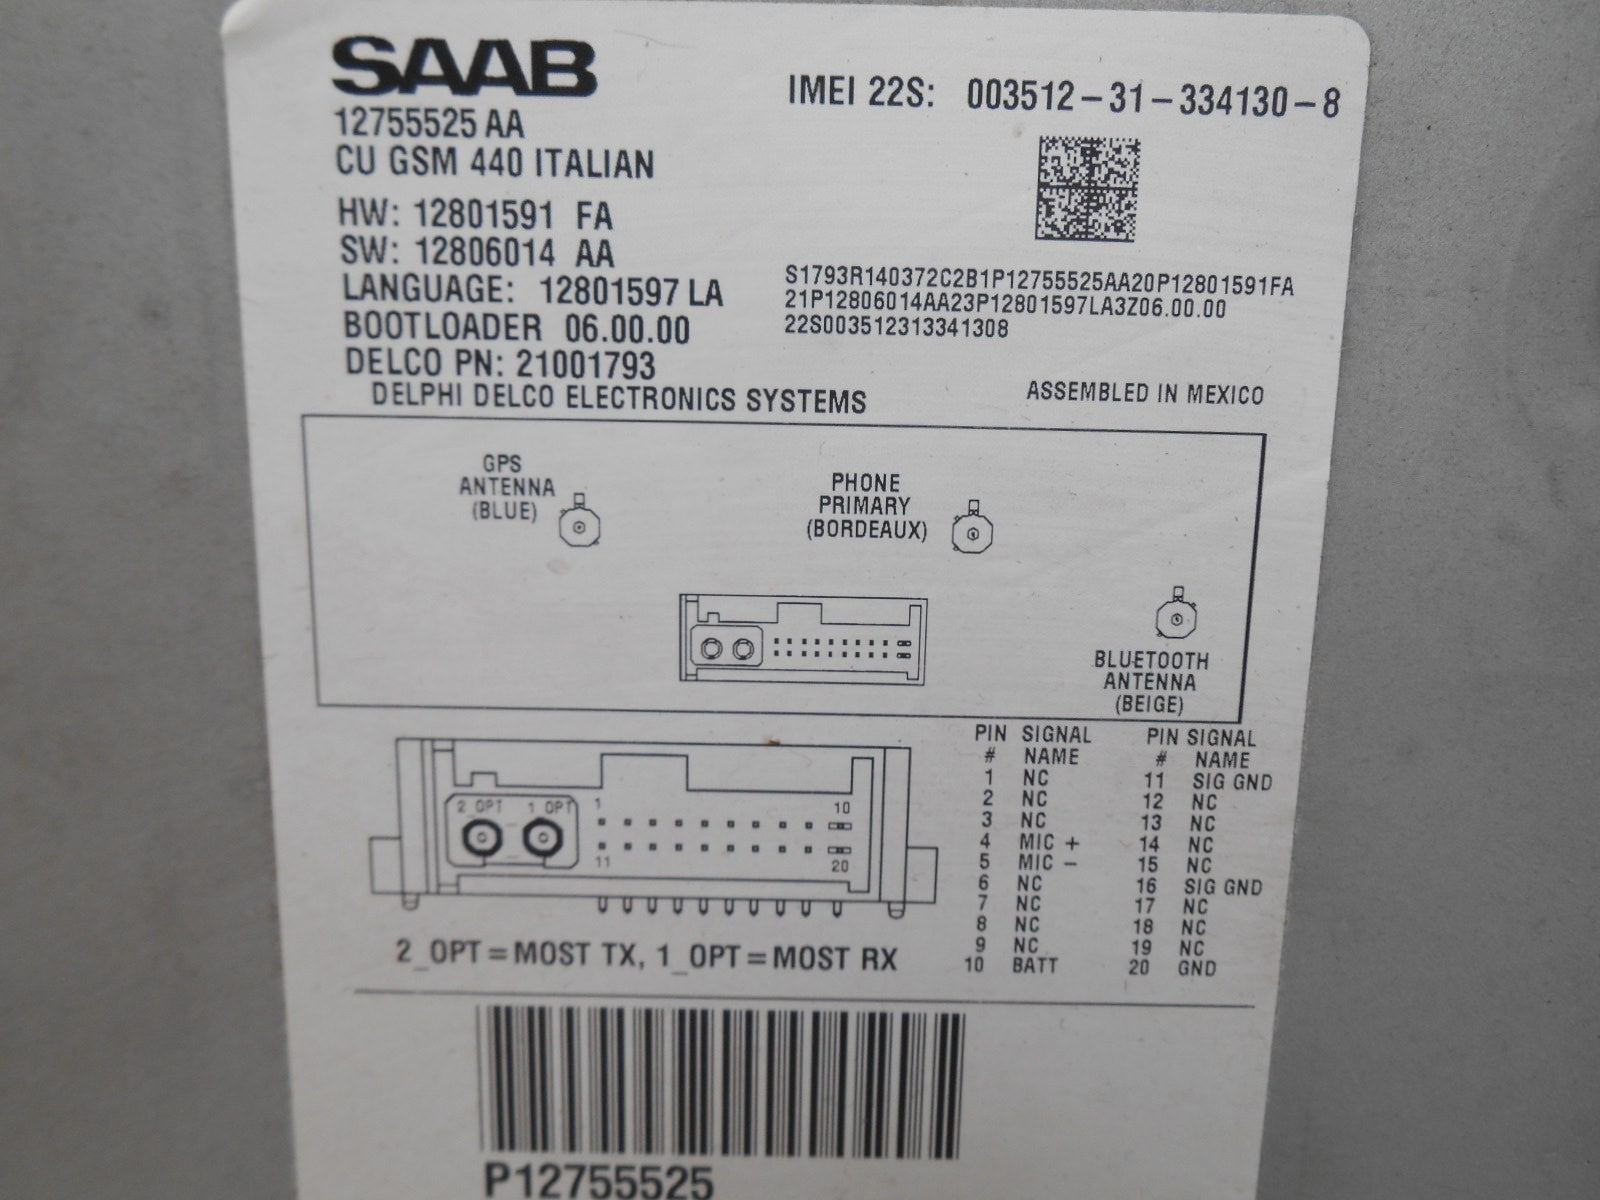 SAAB
12755525 AA
CU GSM 440 ITALIAN
HW: 12801591 FA
SW: 12806014 AA
LANGUAGE: 12801597 LA
BOOTLOADER 06.00.00
DELCO PN: 21001793
DELPHI DELCO ELECTRONICS SYSTEMS
IMEI 22S: 003512-31-334130-8
S1793R140372C2B1P12755525AA20P12801591FA
21P12806014AA23P12801597LA3Z06.00.00
22S003512313341308
ASSEMBLED IN MEXICO
GPS
ANTENNA
(BLUE)
PHONE
PRIMARY
(BORDEAUX)
BLUETOOTH
ANTENNA
(BEIGE)
2_OPT 1_OPT 1 10
11 20
2_OPT=MOST TX, 1_OPT=MOST RX
PIN SIGNAL PIN SIGNAL
# NAME # NAME
1 NC 11 SIG GND
2 NC 12 NC
3 NC 13 NC
4 MIC + 14 NC
5 MIC - 15 NC
6 NC 16 SIG GND
7 NC 17 NC
8 NC 18 NC
9 NC 19 NC
10 BATT 20 GND
P12755525